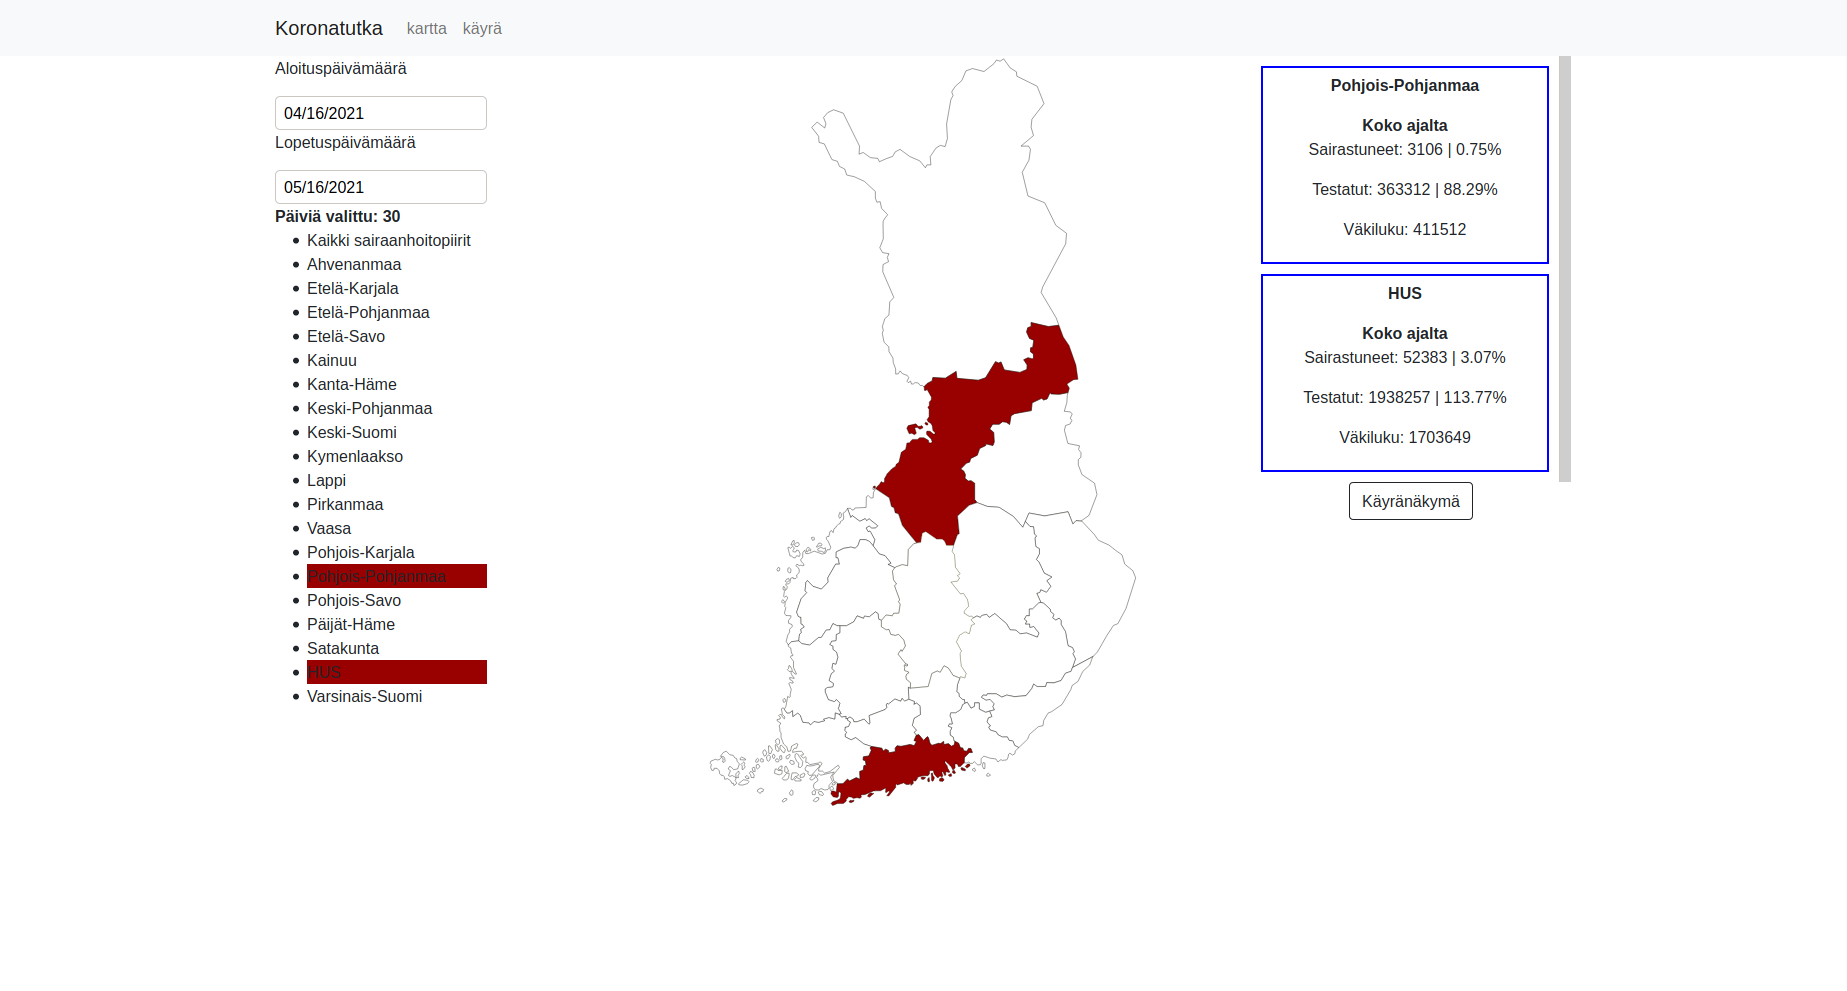 Koronatutka kartta käyrä
Aloituspäivämäärä
04/16/2021
Lopetuspäivämäärä
05/16/2021
Päiviä valittu: 30
Kaikki sairaanhoitopiirit
Ahvenanmaa
Etelä-Karjala
Etelä-Pohjanmaa
Etelä-Savo
Kainuu
Kanta-Häme
Keski-Pohjanmaa
Keski-Suomi
Kymenlaakso
Lappi
Pirkanmaa
Vaasa
Pohjois-Karjala
Pohjois-Pohjanmaa
Pohjois-Savo
Päijät-Häme
Satakunta
HUS
Varsinais-Suomi
Pohjois-Pohjanmaa
Koko ajalta
Sairastuneet: 3106 | 0.75%
Testatut: 363312 | 88.29%
Väkiluku: 411512
HUS
Koko ajalta
Sairastuneet: 52383 | 3.07%
Testatut: 1938257 | 113.77%
Väkiluku: 1703649
Käyränäkymä